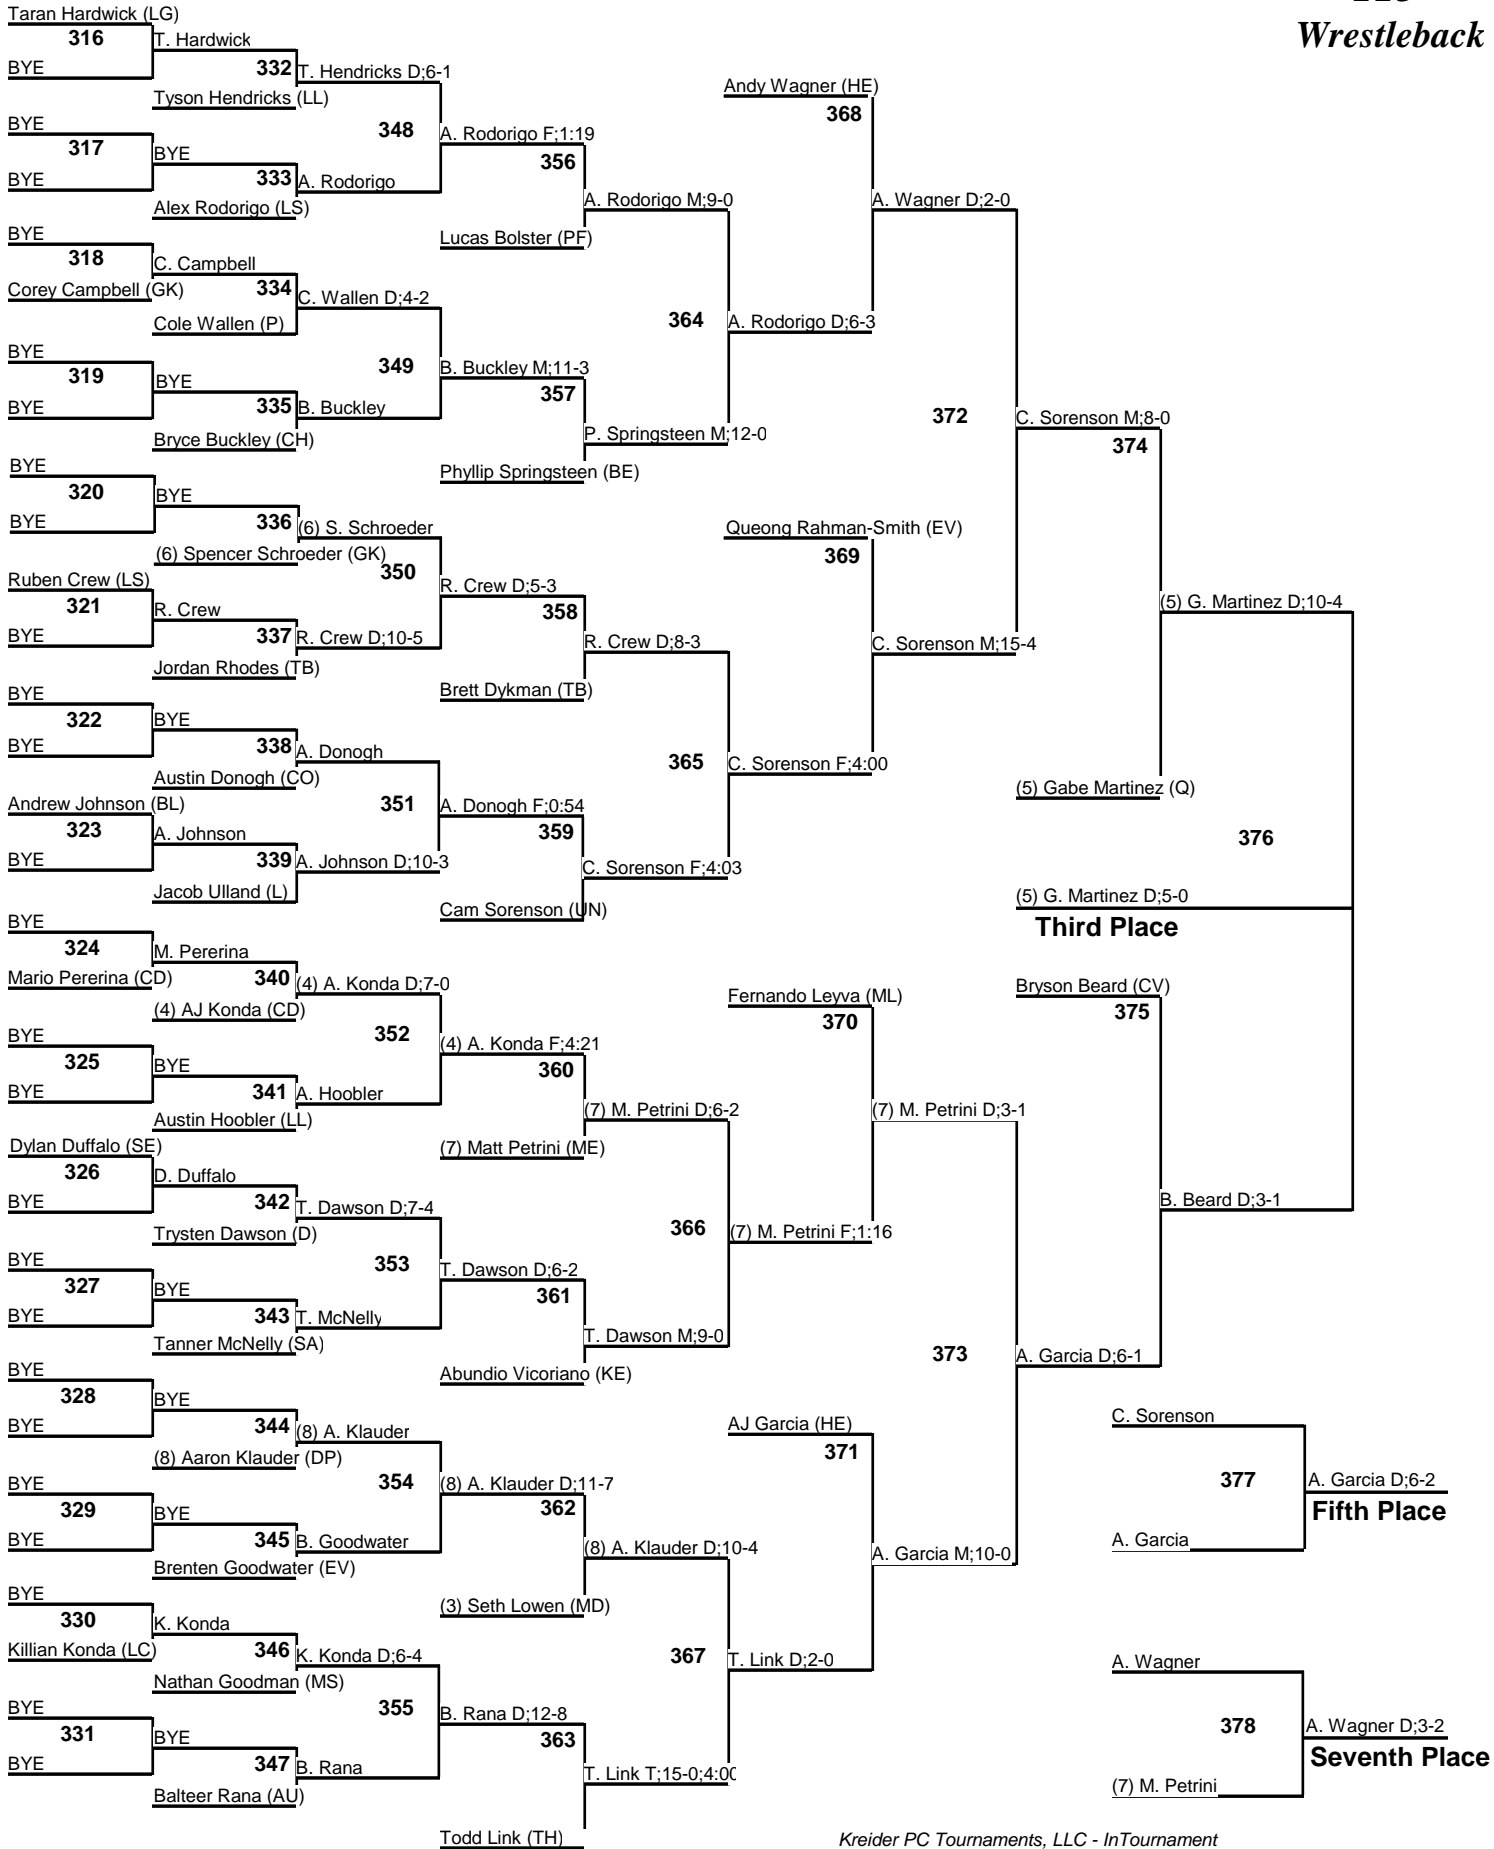 Wrestleback
Taran Hardwick (LG)
316
BYE
T. Hardwick
332
Tyson Hendricks (LL)
T. Hendricks D;6-1
BYE
317
BYE
BYE
333
Alex Rodorigo (LS)
A. Rodorigo
348
A. Rodorigo F;1:19
356
Lucas Bolster (PF)
A. Rodorigo M;9-0
BYE
318
Corey Campbell (GK)
C. Campbell
334
Cole Wallen (P)
C. Wallen D;4-2
BYE
319
BYE
BYE
335
Bryce Buckley (CH)
B. Buckley
349
B. Buckley M;11-3
357
Phyllip Springsteen (BE)
P. Springsteen M;12-0
364
A. Rodorigo D;6-3
Andy Wagner (HE)
368
A. Wagner D;2-0
BYE
320
BYE
BYE
336
(6) Spencer Schroeder (GK)
(6) S. Schroeder
Ruben Crew (LS)
321
BYE
R. Crew
337
Jordan Rhodes (TB)
R. Crew D;10-5
350
R. Crew D;5-3
358
Brett Dykman (TB)
R. Crew D;8-3
BYE
322
BYE
BYE
338
Austin Donogh (CO)
A. Donogh
Andrew Johnson (BL)
323
BYE
A. Johnson
339
Jacob Ulland (L)
A. Johnson D;10-3
351
A. Donogh F;0:54
359
Cam Sorenson (UN)
C. Sorenson F;4:03
365
C. Sorenson F;4:00
Queong Rahman-Smith (EV)
369
C. Sorenson M;15-4
372
C. Sorenson M;8-0
374
(5) Gabe Martinez (Q)
(5) G. Martinez D;10-4
376
(5) G. Martinez D;5-0
Third Place
BYE
324
Mario Pererina (CD)
M. Pererina
340
(4) AJ Konda (CD)
(4) A. Konda D;7-0
BYE
325
BYE
BYE
341
Austin Hoobler (LL)
A. Hoobler
352
(4) A. Konda F;4:21
360
(7) Matt Petrini (ME)
(7) M. Petrini D;6-2
Dylan Duffalo (SE)
326
BYE
D. Duffalo
342
Trysten Dawson (D)
T. Dawson D;7-4
BYE
327
BYE
BYE
343
Tanner McNelly (SA)
T. McNelly
353
T. Dawson D;6-2
361
Abundio Vicoriano (KE)
T. Dawson M;9-0
366
(7) M. Petrini F;1:16
Fernando Leyva (ML)
370
(7) M. Petrini D;3-1
BYE
328
BYE
BYE
344
(8) Aaron Klauder (DP)
(8) A. Klauder
BYE
329
BYE
BYE
345
Brenten Goodwater (EV)
B. Goodwater
354
(8) A. Klauder D;11-7
362
(3) Seth Lowen (MD)
(8) A. Klauder D;10-4
BYE
330
Killian Konda (LC)
K. Konda
346
Nathan Goodman (MS)
K. Konda D;6-4
BYE
331
BYE
BYE
347
Balteer Rana (AU)
B. Rana
355
B. Rana D;12-8
363
Todd Link (TH)
T. Link T;15-0;4:00
367
T. Link D;2-0
AJ Garcia (HE)
371
A. Garcia M;10-0
373
A. Garcia D;6-1
Bryson Beard (CV)
375
B. Beard D;3-1
C. Sorenson
377
A. Garcia
A. Garcia D;6-2
Fifth Place
A. Wagner
378
(7) M. Petrini
A. Wagner D;3-2
Seventh Place
Kreider PC Tournaments, LLC - InTournament